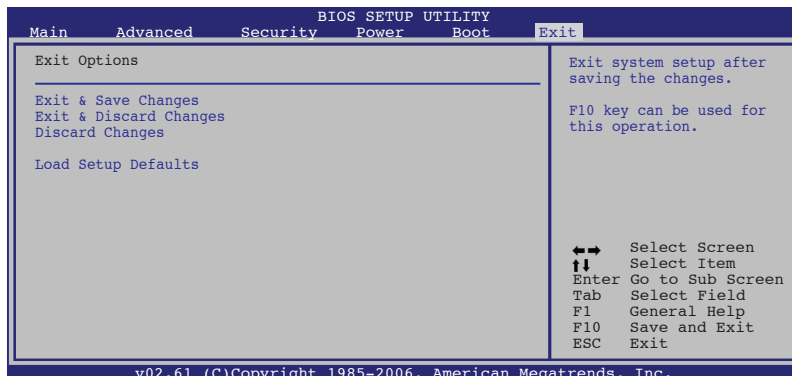 BIOS SETUP UTILITY
Main Advanced Security Power Boot Exit
Exit Options
Exit & Save Changes
Exit & Discard Changes
Discard Changes
Load Setup Defaults
Exit system setup after
saving the changes.
F10 key can be used for
this operation.
←→ Select Screen
↑↓ Select Item
Enter Go to Sub Screen
Tab Select Field
F1 General Help
F10 Save and Exit
ESC Exit
v02.61 (C)Copyright 1985-2006, American Megatrends, Inc.